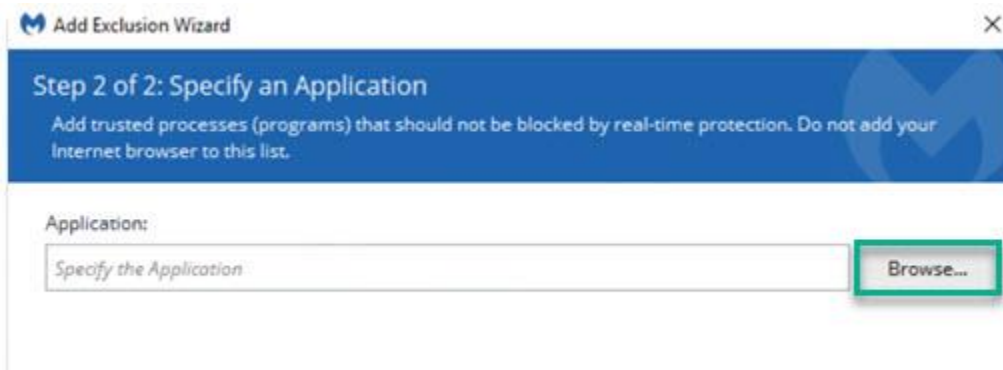 Add Exclusion Wizard
Step 2 of 2: Specify an Application
Add trusted processes (programs) that should not be blocked by real-time protection. Do not add your
Internet browser to this list.
Application:
Specify the Application
Browse...